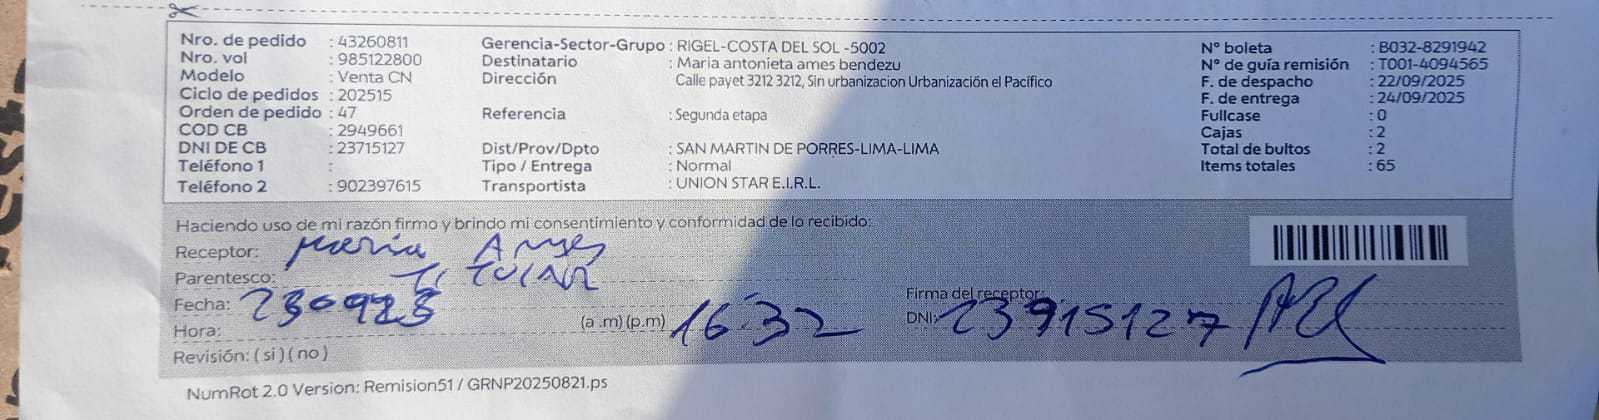 Nro. de pedido : 43260811 Gerencia-Sector-Grupo : RIGEL-COSTA DEL SOL -5002 N° boleta : B032-8291942
Nro. vol : 985122800 Destinatario : Maria antonieta ames bendezu N° de guía remisión : T001-4094565
Modelo : Venta CN Dirección : Calle payet 3212 3212, Sin urbanizacion Urbanización el Pacífico F. de despacho : 22/09/2025
Ciclo de pedidos : 202515 F. de entrega : 24/09/2025
Orden de pedido : 47 Referencia : Segunda etapa Fullcase : 0
COD CB : 2949661 Cajas : 2
DNI DE CB : 23715127 Dist/Prov/Dpto : SAN MARTIN DE PORRES-LIMA-LIMA Total de bultos : 2
Teléfono 1 : Tipo / Entrega : Normal Items totales : 65
Teléfono 2 : 902397615 Transportista : UNION STAR E.I.R.L.
Haciendo uso de mi razón firmo y brindo mi consentimiento y conformidad de lo recibido:
Receptor: Maria Ames
Parentesco: TITULAR
Fecha: 230925 Firma del receptor:
Hora: (a .m) (p.m) 16:32 DNI: 23915127
Revisión: ( si ) ( no )
NumRot 2.0 Version: Remision51 / GRNP20250821.ps